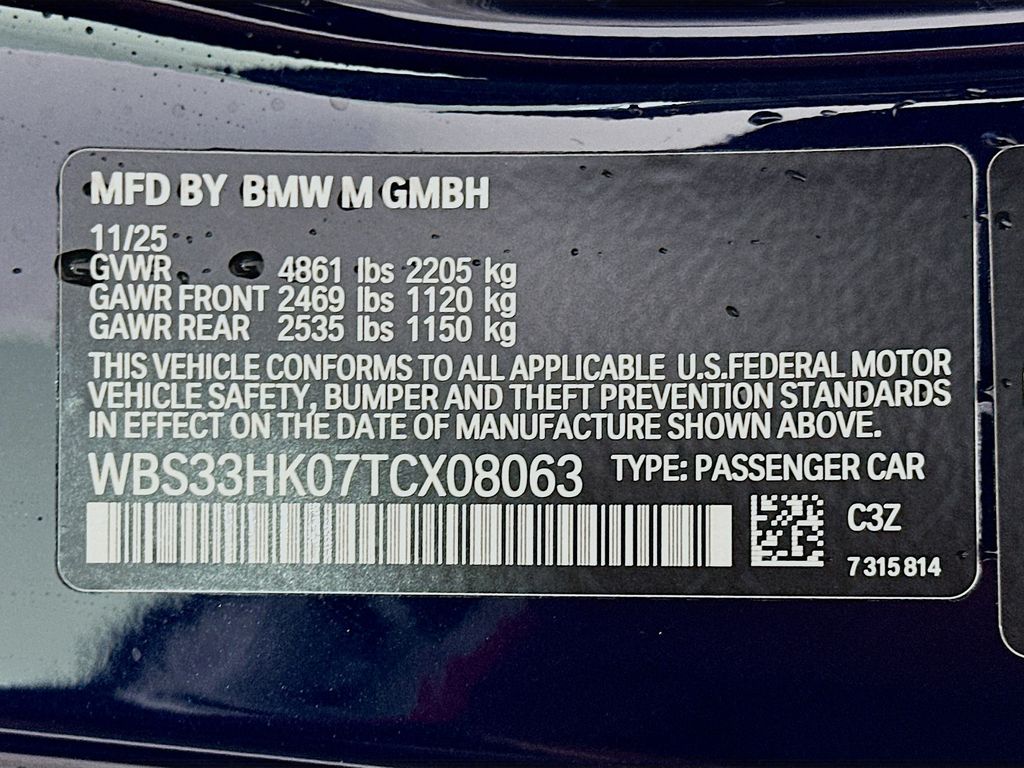 MFD BY BMW M GMBH
11/25
GVWR 4861 lbs 2205 kg
GAWR FRONT 2469 lbs 1120 kg
GAWR REAR 2535 lbs 1150 kg
THIS VEHICLE CONFORMS TO ALL APPLICABLE U.S.FEDERAL MOTOR
VEHICLE SAFETY, BUMPER AND THEFT PREVENTION STANDARDS
IN EFFECT ON THE DATE OF MANUFACTURE SHOWN ABOVE.
WBS33HK07TCX08063 TYPE: PASSENGER CAR
C3Z
7 315 814